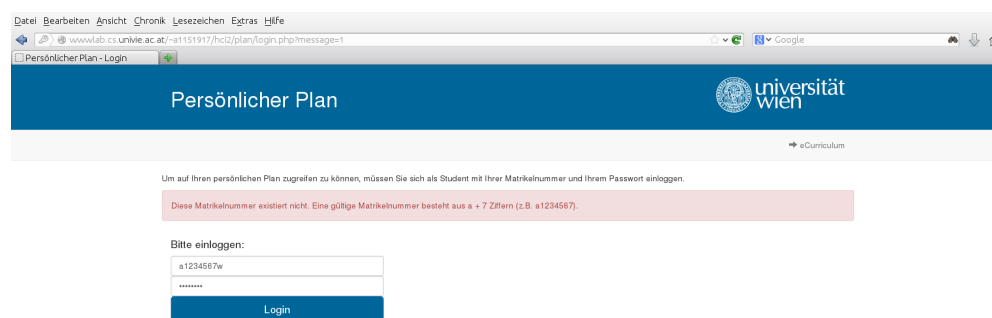 Datei Bearbeiten Ansicht Chronik Lesezeichen Extras Hilfe
wwwlab.cs.univie.ac.at/~a1151917/hci2/plan/login.php?message=1
Google
Persönlicher Plan - Login
Persönlicher Plan
universität
wien
eCurriculum
Um auf Ihren persönlichen Plan zugreifen zu können, müssen Sie sich als Student mit Ihrer Matrikelnummer und Ihrem Passwort einloggen.
Diese Matrikelnummer existiert nicht. Eine gültige Matrikelnummer besteht aus a + 7 Ziffern (z.B. a1234567).
Bitte einloggen:
a1234567w
••••••••
Login